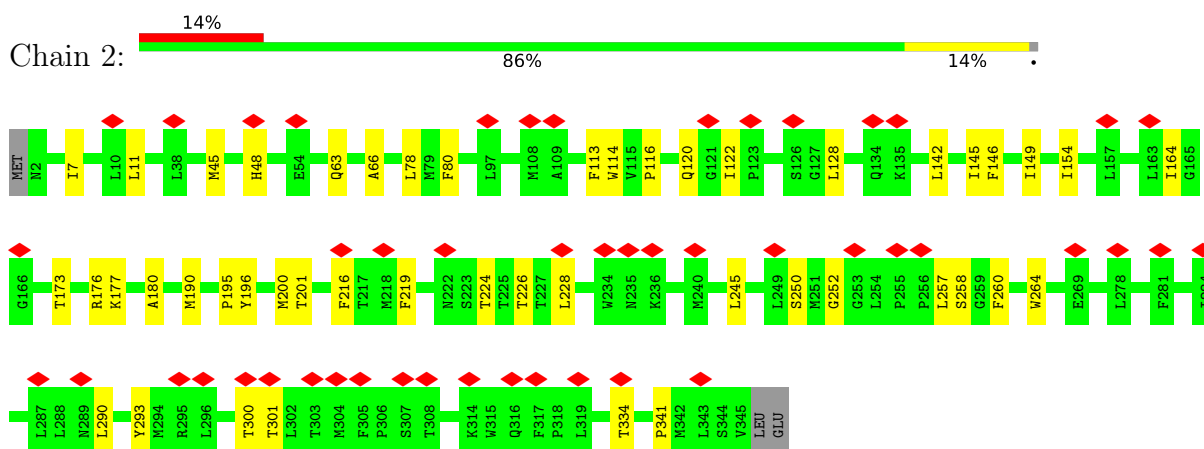 14%
Chain 2:
86% 14% •
MET N2 I7 L10 L11 L38 M45 H48 E54 Q63 A66 L78 M79 F80 L97 M108 A109 F113 W114 V115 P116 Q120 G121 I122 P123 S126 G127 L128 Q134 K135 L142 I145 F146 I149 I154 L157 L163 I164 G165
G166 T173 R176 K177 A180 M190 P195 Y196 M200 T201 F216 T217 M218 F219 N222 S223 T224 T225 T226 T227 L228 W234 N235 K236 M240 L245 L249 S250 M251 G252 G253 L254 P255 P256 L257 S258 G259 F260 W264 E269 L278 F281
L287 L288 N289 L290 Y293 M294 R295 L296 T300 T301 L302 T303 M304 F305 P306 S307 T308 K314 W315 Q316 F317 P318 L319 T334 P341 M342 L343 S344 V345 LEU GLU